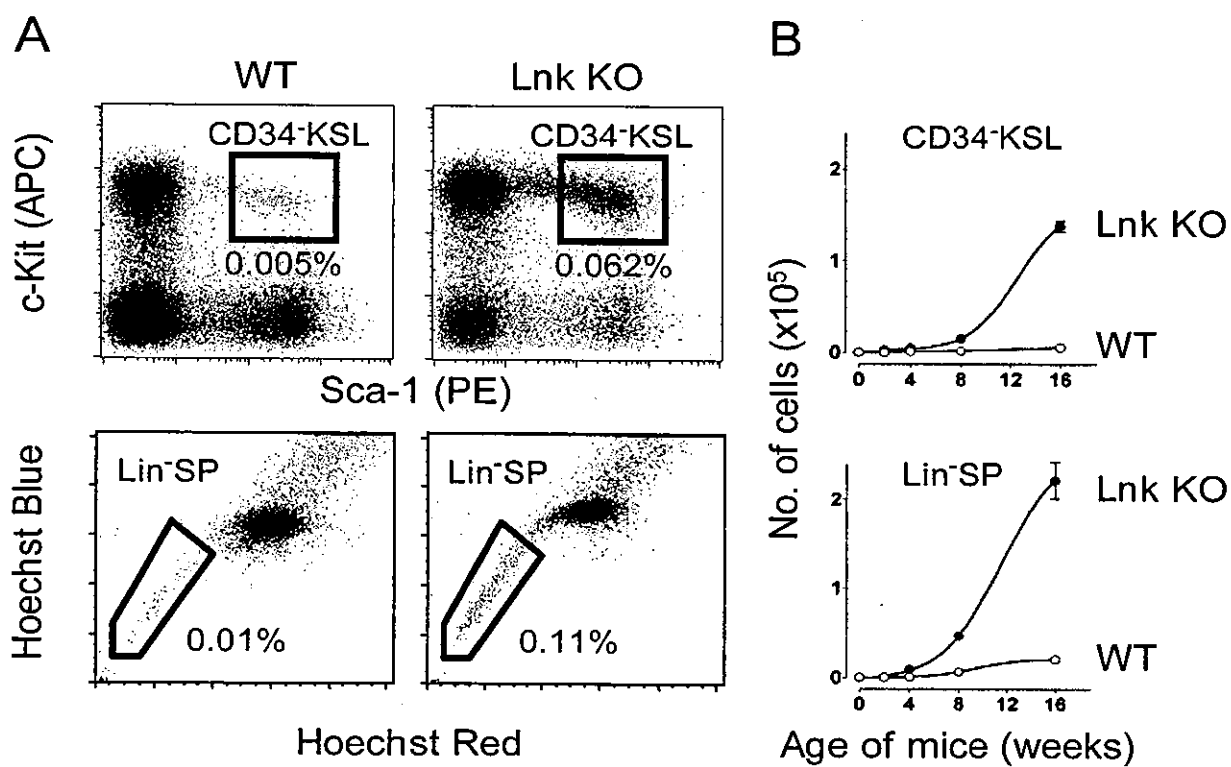 A
WT
Lnk KO
c-Kit (APC)
CD34⁻KSL
0.005%
CD34⁻KSL
0.062%
Sca-1 (PE)
Hoechst Blue
Lin⁻SP
0.01%
Lin⁻SP
0.11%
Hoechst Red
B
No. of cells (x10⁵)
CD34⁻KSL
2
1
0
Lnk KO
WT
0 4 8 12 16
Lin⁻SP
2
1
0
Lnk KO
WT
0 4 8 12 16
Age of mice (weeks)